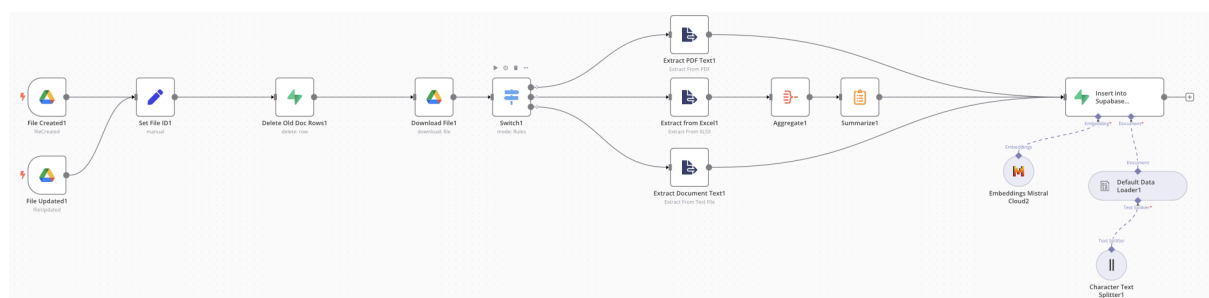 File Created1
fileCreated
File Updated1
fileUpdated
Set File ID1
manual
Delete Old Doc Rows1
delete: row
Download File1
download: file
Switch1
mode: Rules
Extract PDF Text1
Extract From PDF
Extract from Excel1
Extract From XLSX
Extract Document Text1
Extract From Text File
Aggregate1
Summarize1
Insert into
Supabase...
Embedding*
Document*
Embeddings
Embeddings Mistral
Cloud2
Document
Default Data
Loader1
Text Splitter*
Text Splitter
Character Text
Splitter1